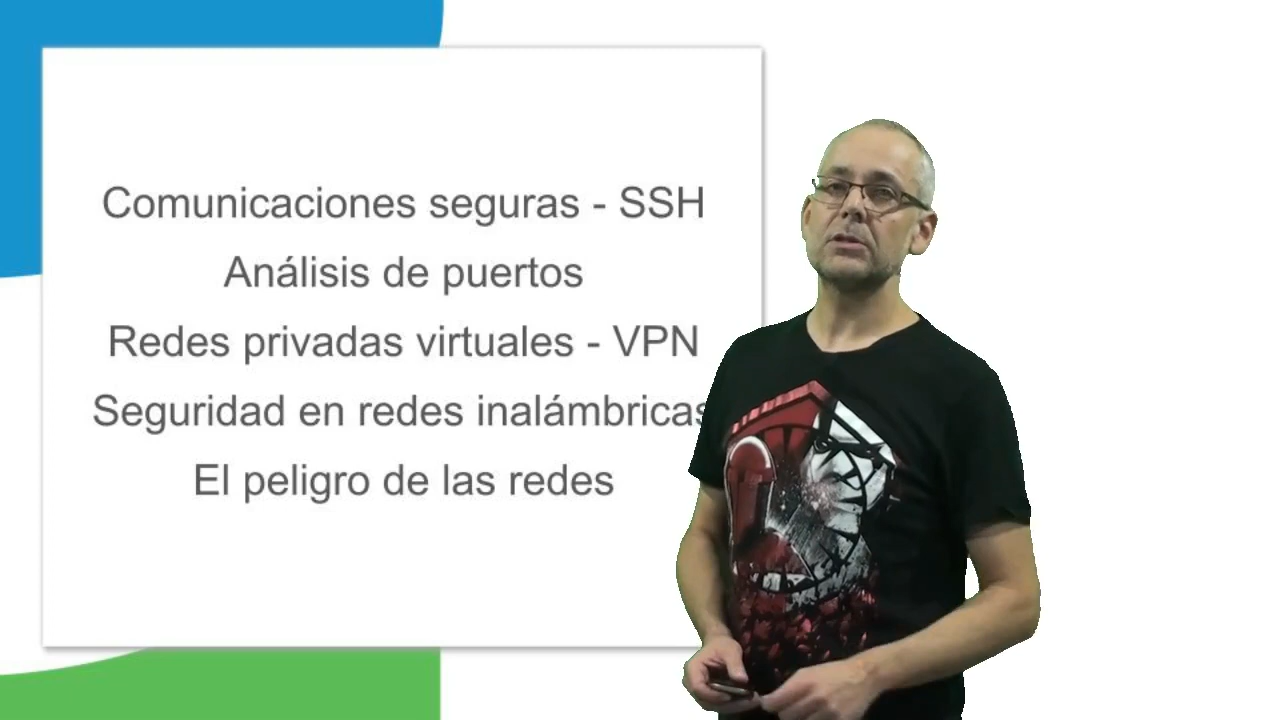 Comunicaciones seguras - SSH
Análisis de puertos
Redes privadas virtuales - VPN
Seguridad en redes inalámbricas
El peligro de las redes